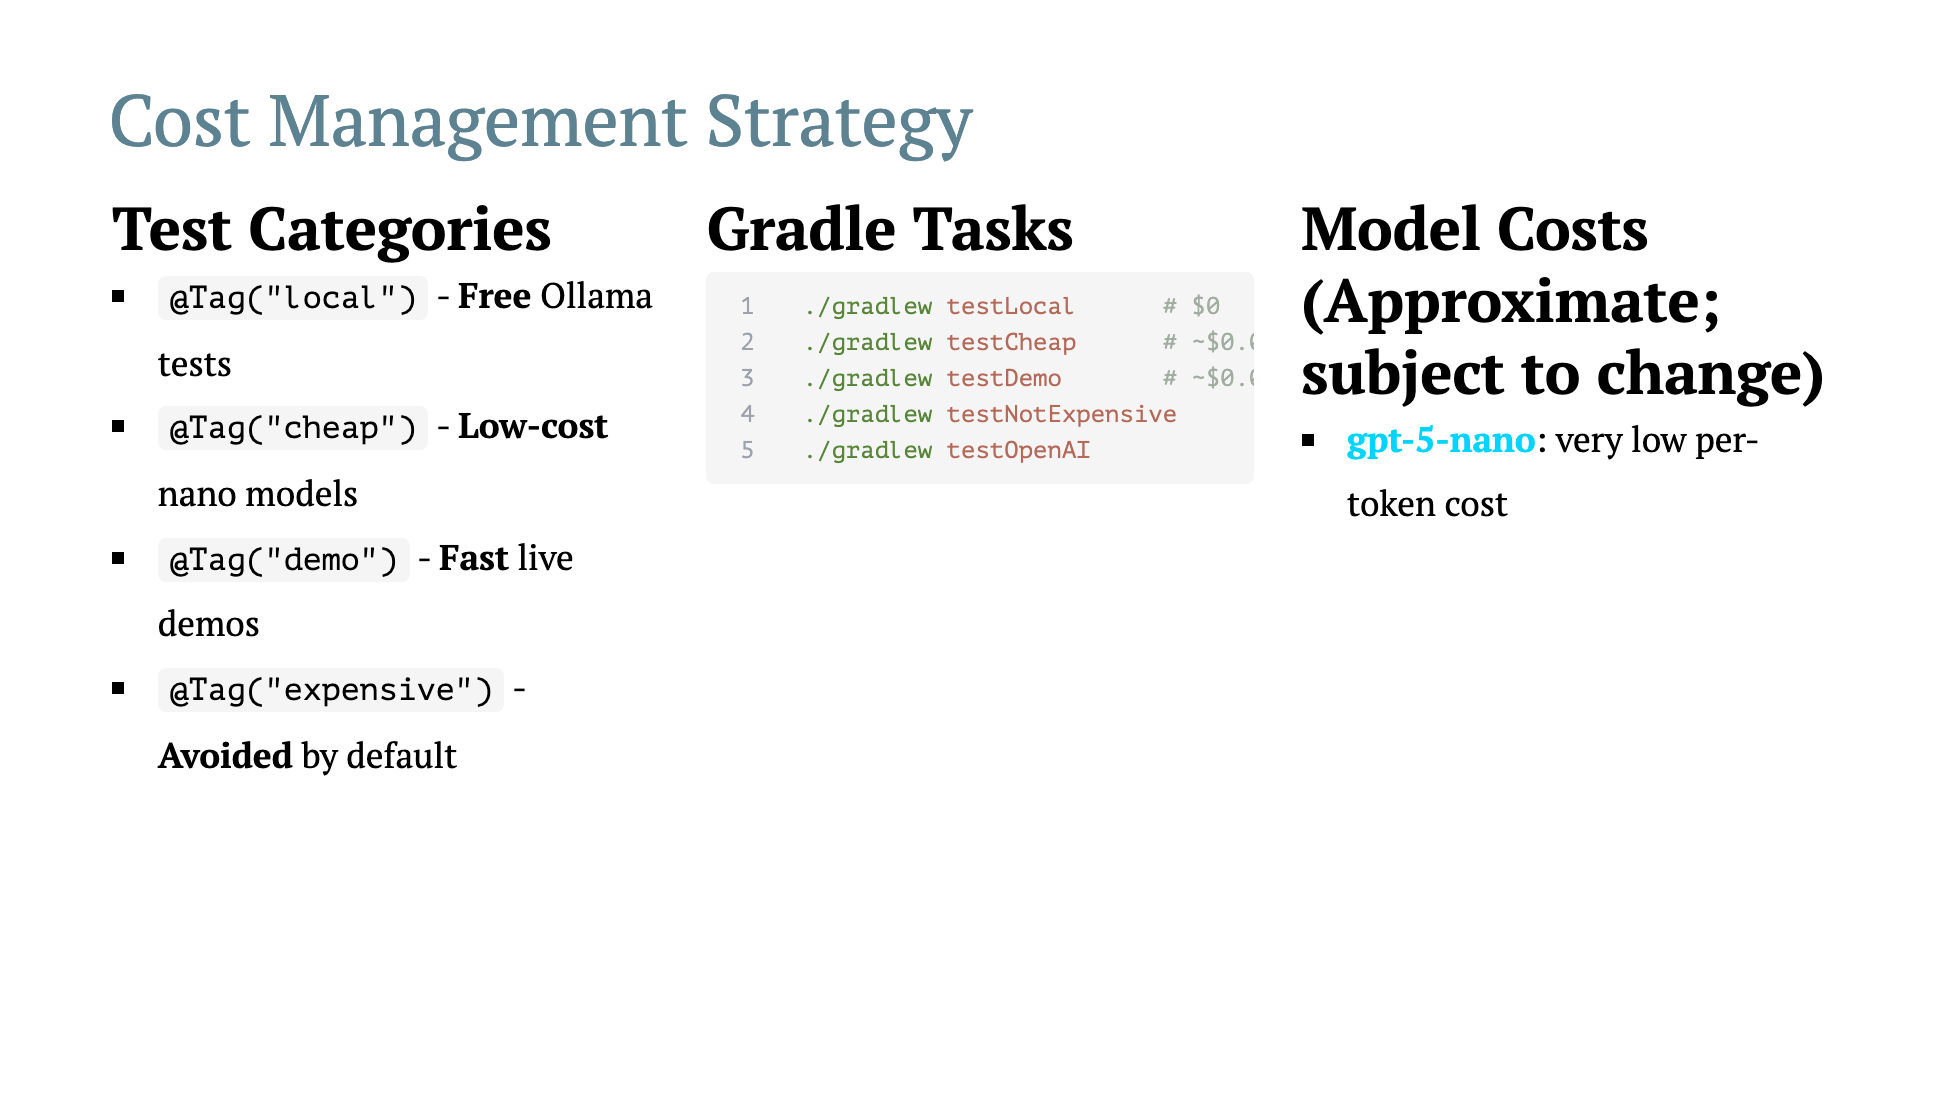 Cost Management Strategy
Test Categories
▪ @Tag("local") - Free Ollama
tests
▪ @Tag("cheap") - Low-cost
nano models
▪ @Tag("demo") - Fast live
demos
▪ @Tag("expensive") -
Avoided by default
Gradle Tasks
1 ./gradlew testLocal # $0
2 ./gradlew testCheap # ~$0.
3 ./gradlew testDemo # ~$0.
4 ./gradlew testNotExpensive
5 ./gradlew testOpenAI
Model Costs
(Approximate;
subject to change)
▪ gpt-5-nano: very low per-
token cost